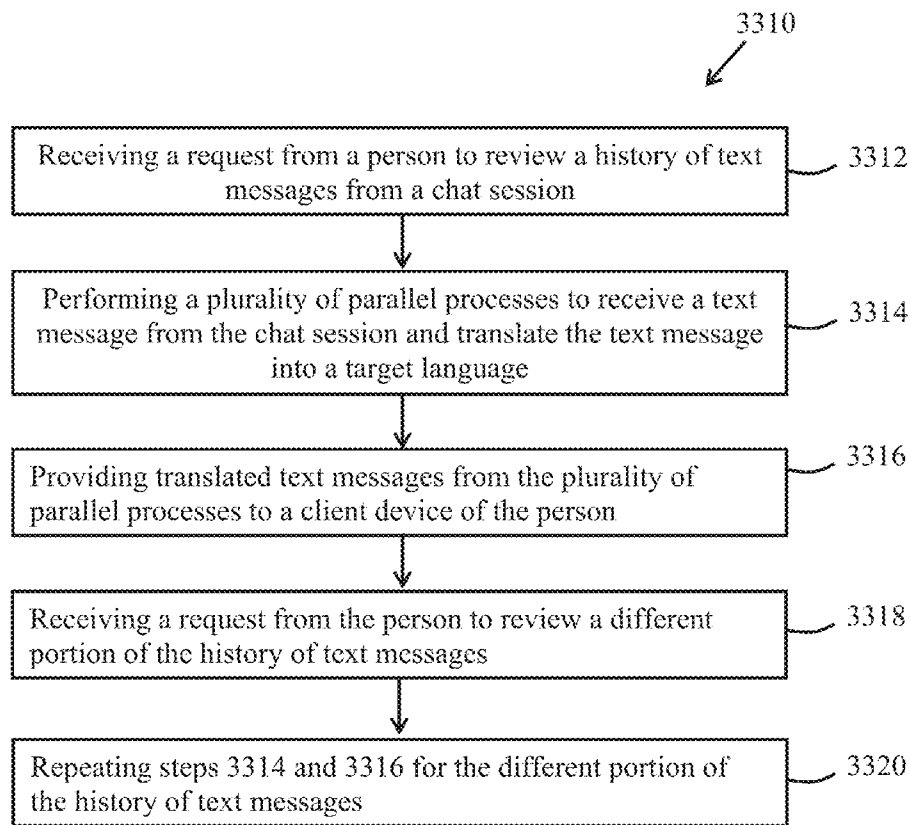 3310
Receiving a request from a person to review a history of text
messages from a chat session
3312
Performing a plurality of parallel processes to receive a text
message from the chat session and translate the text message
into a target language
3314
Providing translated text messages from the plurality of
parallel processes to a client device of the person
3316
Receiving a request from the person to review a different
portion of the history of text messages
3318
Repeating steps 3314 and 3316 for the different portion of
the history of text messages
3320